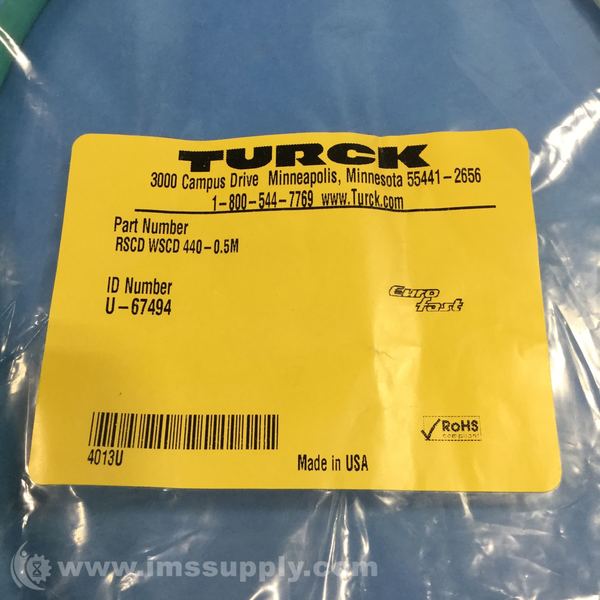 TURCK
3000 Campus Drive Minneapolis, Minnesota 55441-2656
1-800-544-7769 www.Turck.com
Part Number
RSCD WSCD 440-0.5M
ID Number
U-67494
Euro
fast
4013U
Made in USA
RoHS
compliant
www.imssupply.com